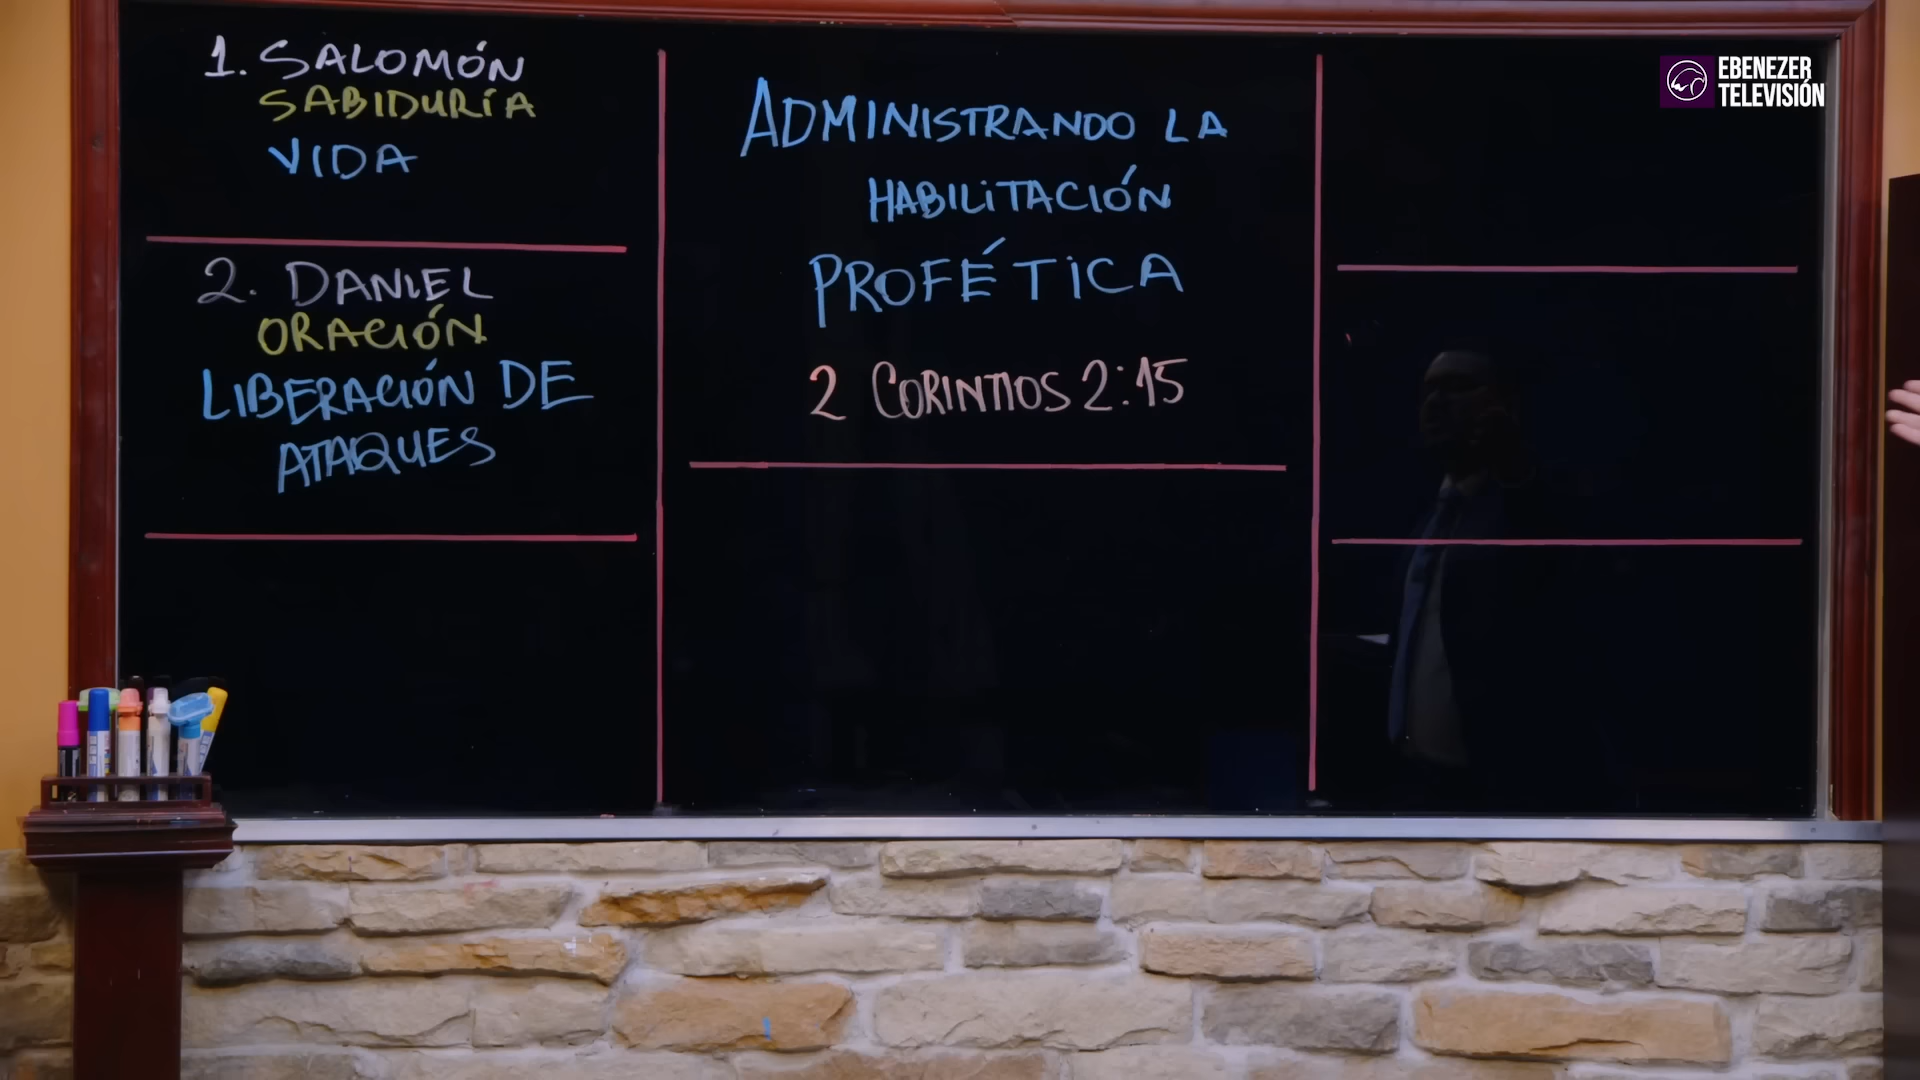 1. SALOMÓN
SABIDURÍA
VIDA
2. DANIEL
ORACIÓN
LIBERACIÓN DE
ATAQUES
ADMINISTRANDO LA
HABILITACIÓN
PROFÉTICA
2 CORINTIOS 2:15
EBENEZER
TELEVISIÓN